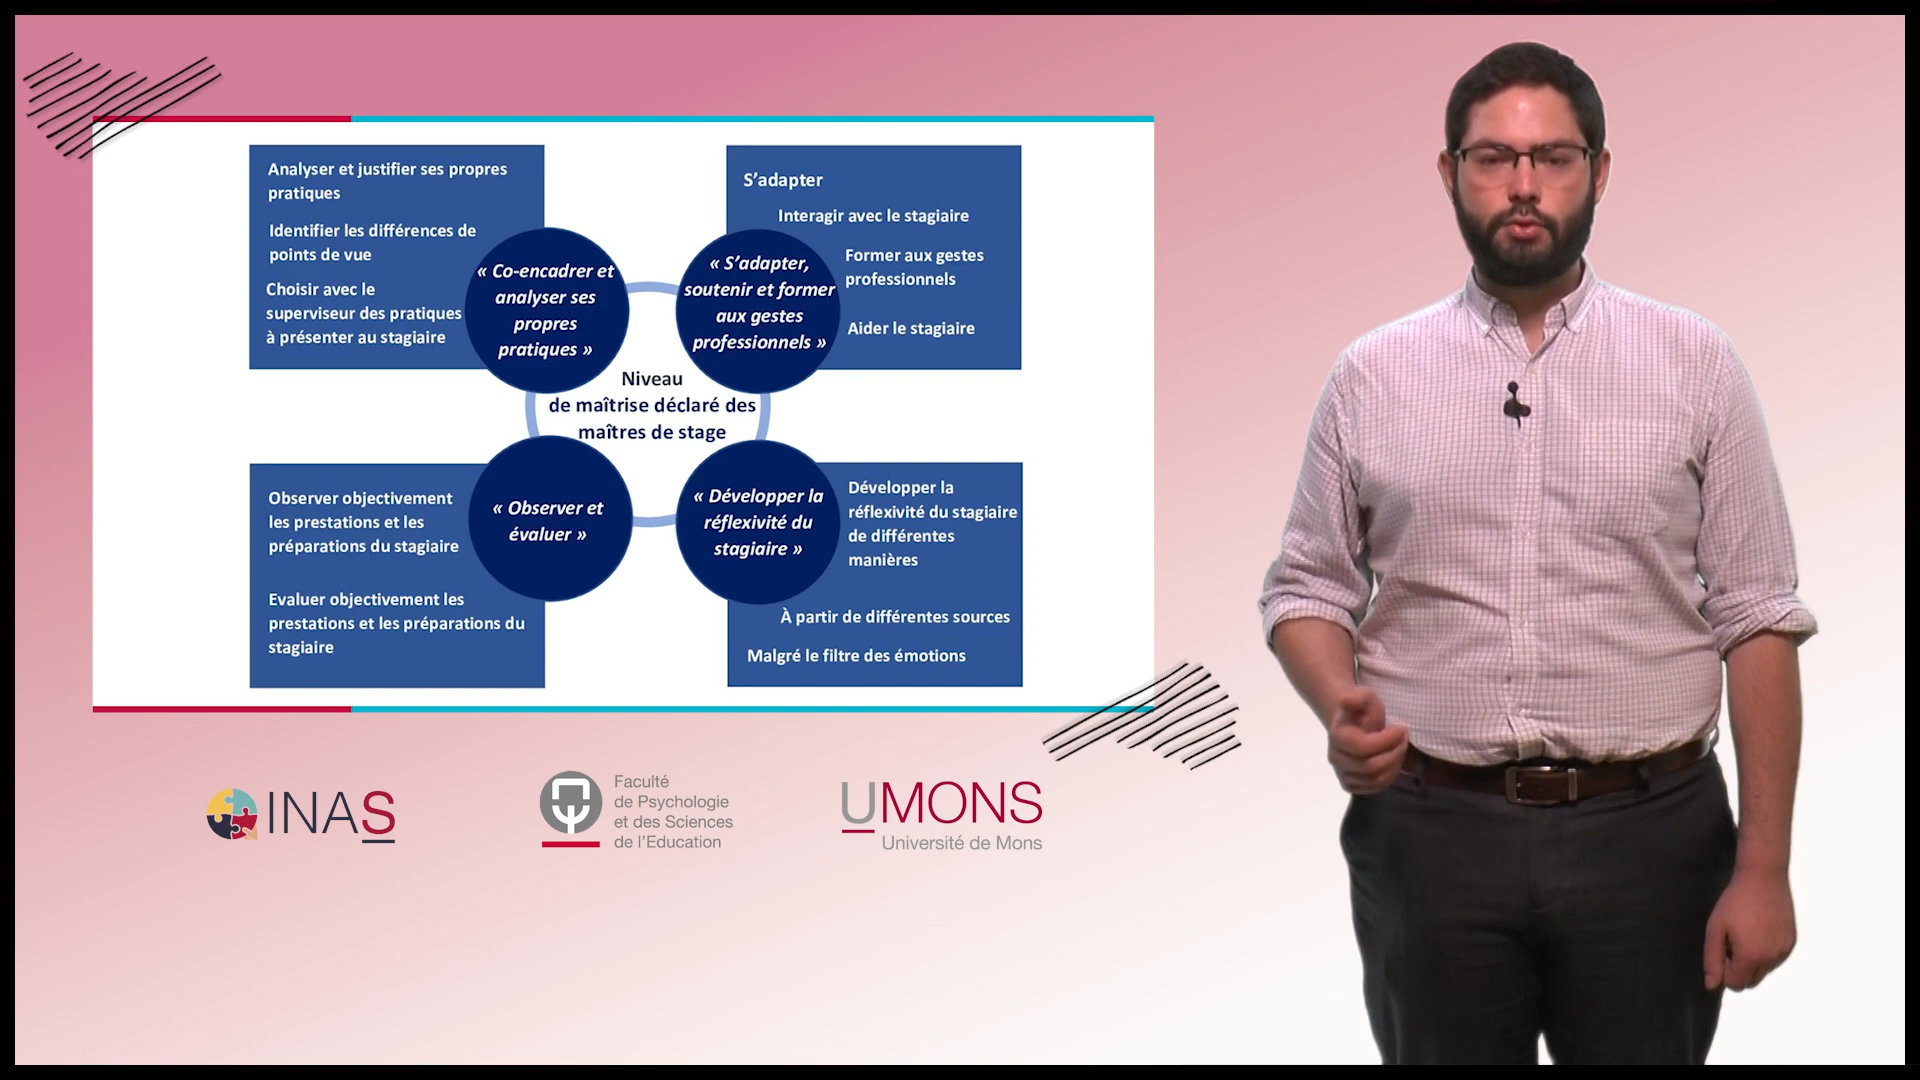 Analyser et justifier ses propres
pratiques
Identifier les différences de
points de vue
Choisir avec le
superviseur des pratiques
à présenter au stagiaire
« Co-encadrer et
analyser ses
propres
pratiques »
S’adapter
Interagir avec le stagiaire
Former aux gestes
professionnels
Aider le stagiaire
« S’adapter,
soutenir et former
aux gestes
professionnels »
Niveau
de maîtrise déclaré des
maîtres de stage
Observer objectivement
les prestations et les
préparations du stagiaire
Evaluer objectivement les
prestations et les préparations du
stagiaire
« Observer et
évaluer »
« Développer la
réflexivité du
stagiaire »
Développer la
réflexivité du stagiaire
de différentes
manières
À partir de différentes sources
Malgré le filtre des émotions
INAS
Faculté
de Psychologie
et des Sciences
de l’Education
UMONS
Université de Mons